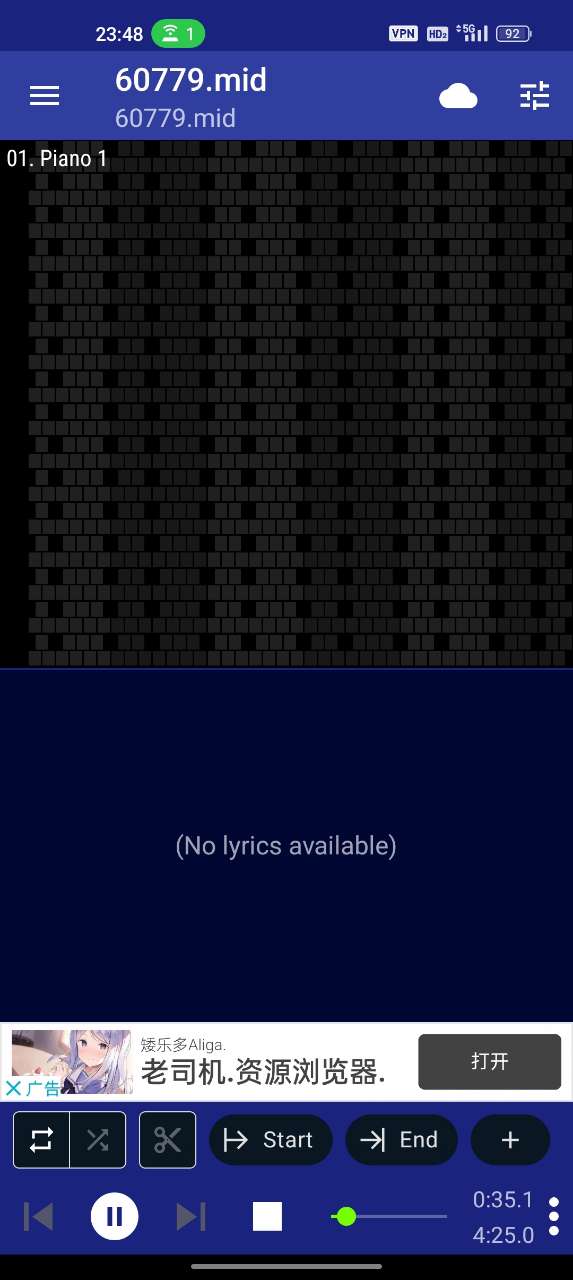 23:48 1 VPN HD2 5G 92
60779.mid
60779.mid
01. Piano 1
(No lyrics available)
矮乐多Aliga.
老司机.资源浏览器.
广告
打开
Start End +
0:35.1
4:25.0